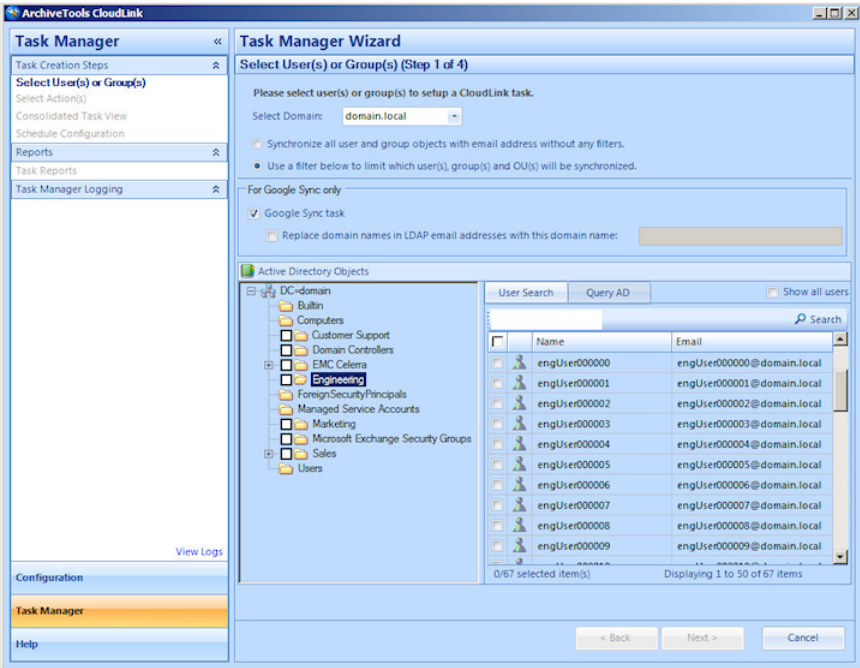 ArchiveTools CloudLink
Task Manager «
Task Creation Steps
Select User(s) or Group(s)
Select Action(s)
Consolidated Task View
Schedule Configuration
Reports
Task Reports
Task Manager Logging
View Logs
Configuration
Task Manager
Help
Task Manager Wizard
Select User(s) or Group(s) (Step 1 of 4)
Please select user(s) or group(s) to setup a CloudLink task.
Select Domain: domain.local
Synchronize all user and group objects with email address without any filters.
Use a filter below to limit which user(s), group(s) and OU(s) will be synchronized.
For Google Sync only
Google Sync task
Replace domain names in LDAP email addresses with this domain name:
Active Directory Objects
DC=domain
Builtin
Computers
Customer Support
Domain Controllers
EMC Celerra
Engineering
ForeignSecurityPrincipals
Managed Service Accounts
Marketing
Microsoft Exchange Security Groups
Sales
Users
User Search Query AD Show all users
Search
Name Email
engUser000000 engUser000000@domain.local
engUser000001 engUser000001@domain.local
engUser000002 engUser000002@domain.local
engUser000003 engUser000003@domain.local
engUser000004 engUser000004@domain.local
engUser000005 engUser000005@domain.local
engUser000006 engUser000006@domain.local
engUser000007 engUser000007@domain.local
engUser000008 engUser000008@domain.local
engUser000009 engUser000009@domain.local
0/67 selected item(s) Displaying 1 to 50 of 67 items
< Back Next > Cancel